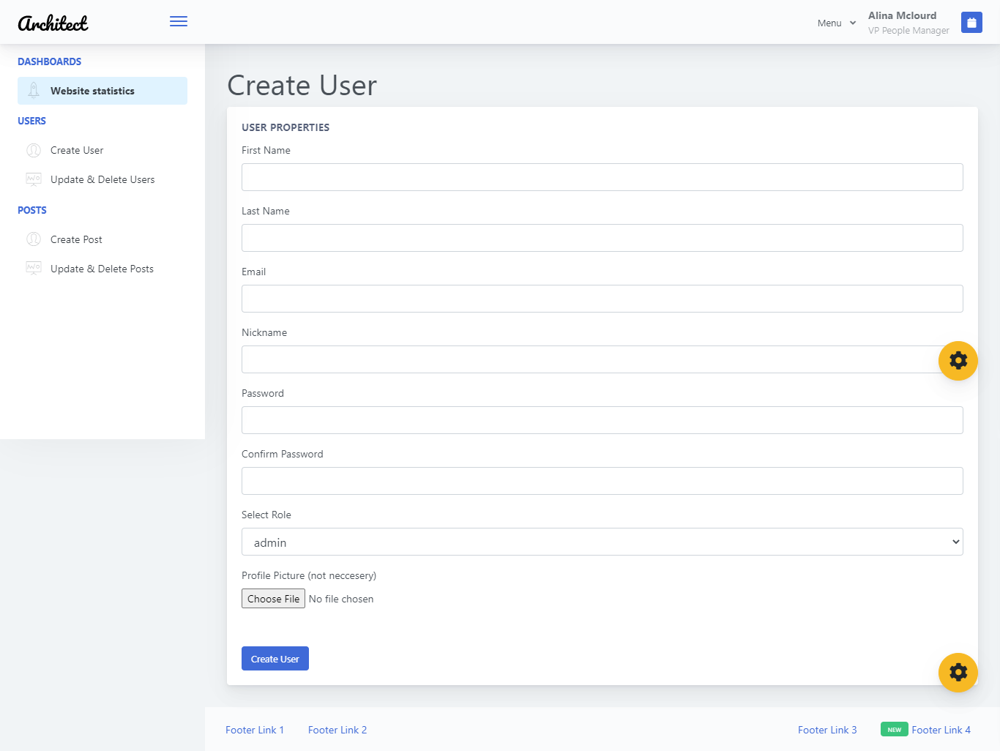 Architect
Menu
Alina Mclourd
VP People Manager
DASHBOARDS
Website statistics
USERS
Create User
Update & Delete Users
POSTS
Create Post
Update & Delete Posts
Create User
USER PROPERTIES
First Name
Last Name
Email
Nickname
Password
Confirm Password
Select Role
admin
Profile Picture (not neccesery)
Choose File No file chosen
Create User
Footer Link 1 Footer Link 2 Footer Link 3 NEW Footer Link 4